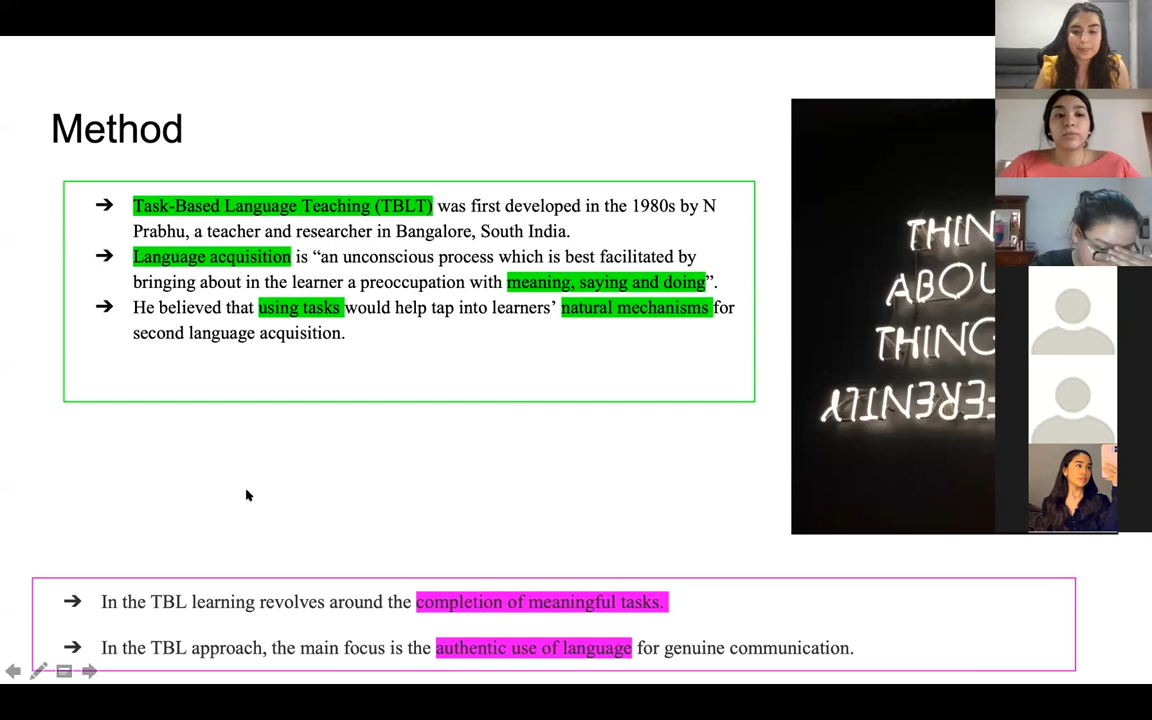 Method
➔ Task-Based Language Teaching (TBLT) was first developed in the 1980s by N
Prabhu, a teacher and researcher in Bangalore, South India.
➔ Language acquisition is “an unconscious process which is best facilitated by
bringing about in the learner a preoccupation with meaning, saying and doing”.
➔ He believed that using tasks would help tap into learners’ natural mechanisms for
second language acquisition.
THIN
ABOU
THING
FERENTLY
➔ In the TBL learning revolves around the completion of meaningful tasks.
➔ In the TBL approach, the main focus is the authentic use of language for genuine communication.